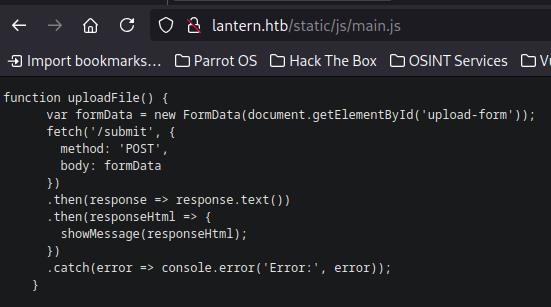 lantern.htb/static/js/main.js
Import bookmarks… Parrot OS Hack The Box OSINT Services
function uploadFile() {
var formData = new FormData(document.getElementById('upload-form'));
fetch('/submit', {
method: 'POST',
body: formData
})
.then(response => response.text())
.then(responseHtml => {
showMessage(responseHtml);
})
.catch(error => console.error('Error:', error));
}